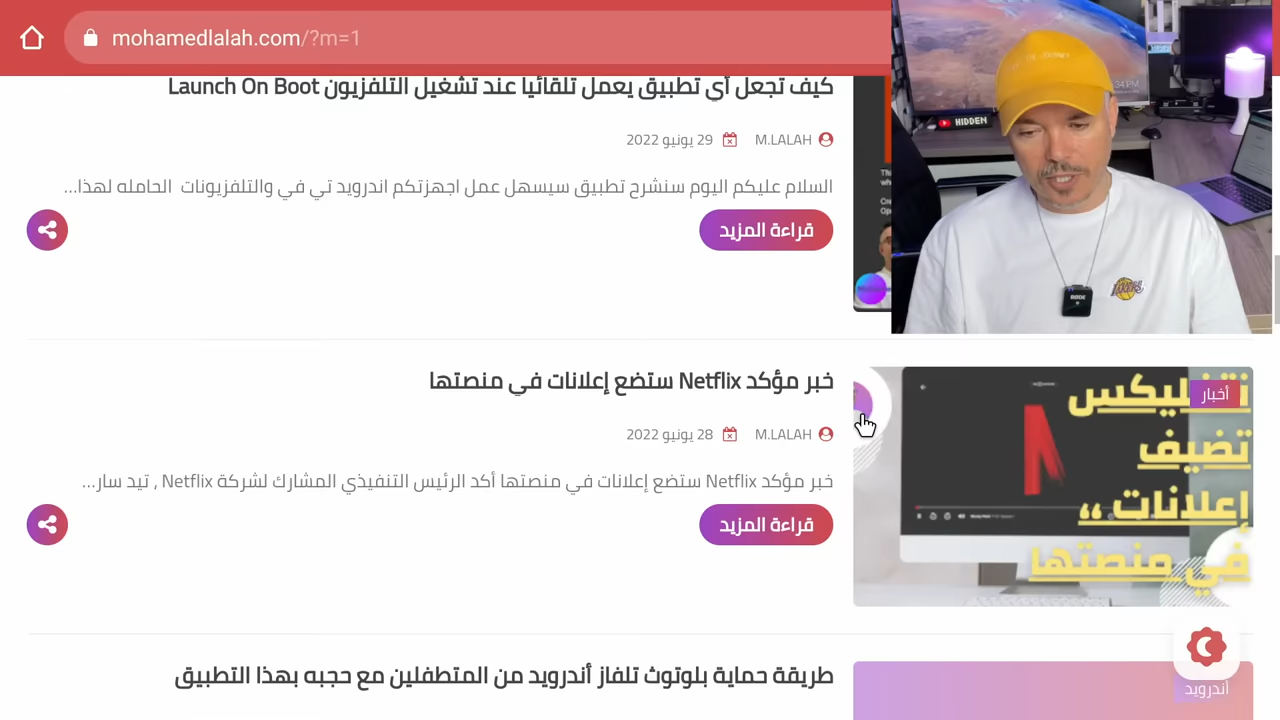 mohamedlalah.com/?m=1
كيف تجعل أي تطبيق يعمل تلقائيا عند تشغيل التلفزيون Launch On Boot
M.LALAH 29 يونيو 2022
السلام عليكم اليوم سنشرح تطبيق سيسهل عمل اجهزتكم اندرويد تي في والتلفزيونات الحامله لهذا...
قراءة المزيد
HIDDEN
:34 PM
RØDE
خبر مؤكد Netflix ستضع إعلانات في منصتها
M.LALAH 28 يونيو 2022
خبر مؤكد Netflix ستضع إعلانات في منصتها أكد الرئيس التنفيذي المشارك لشركة Netflix , تيد سار...
قراءة المزيد
أخبار
نتفليكس
تضيف
إعلانات ,,
في منصتها
طريقة حماية بلوتوث تلفاز أندرويد من المتطفلين مع حجبه بهذا التطبيق
أندرويد